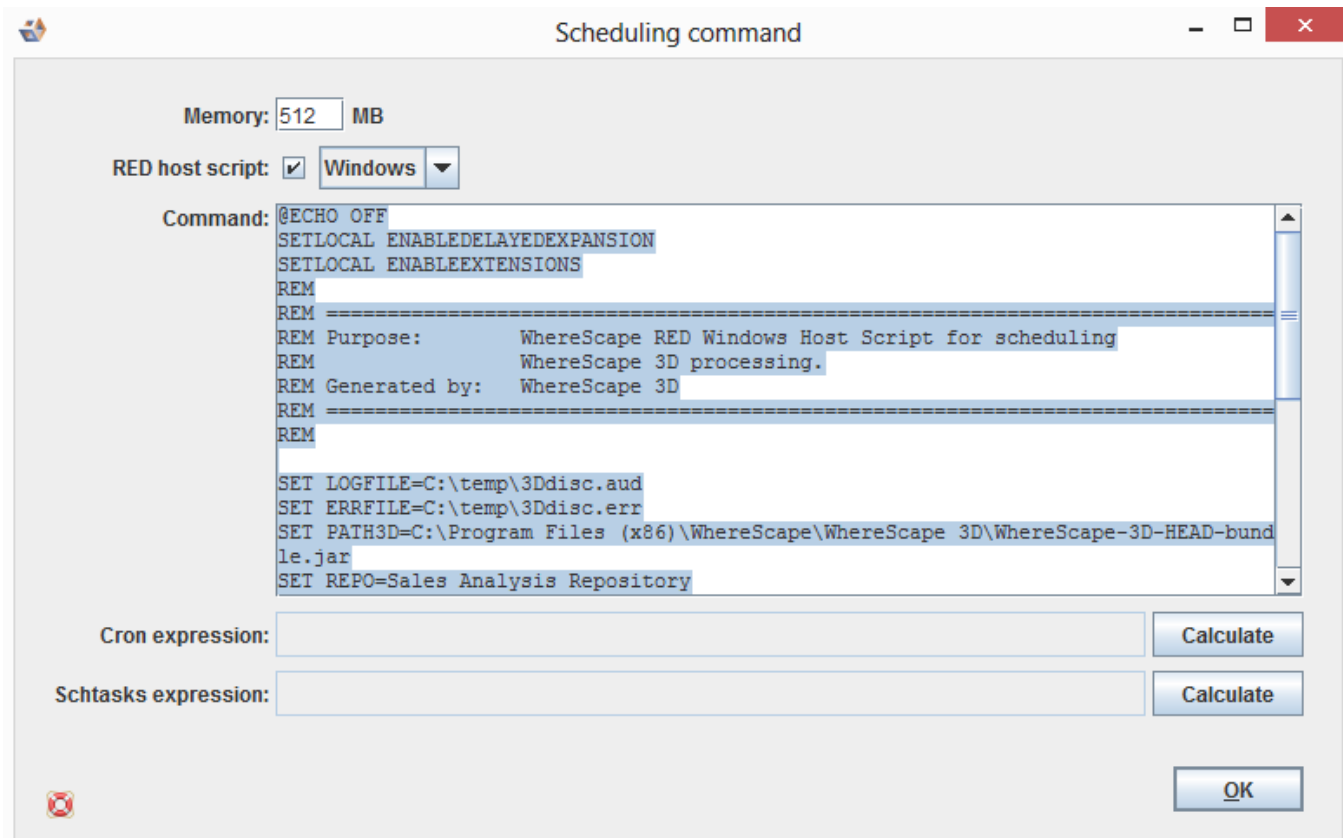 Scheduling command
Memory: 512 MB
RED host script: Windows
Command: @ECHO OFF
SETLOCAL ENABLEDELAYEDEXPANSION
SETLOCAL ENABLEEXTENSIONS
REM
REM ==============================================================================
REM Purpose:        WhereScape RED Windows Host Script for scheduling
REM                 WhereScape 3D processing.
REM Generated by:   WhereScape 3D
REM ==============================================================================
REM
SET LOGFILE=C:\temp\3Ddisc.aud
SET ERRFILE=C:\temp\3Ddisc.err
SET PATH3D=C:\Program Files (x86)\WhereScape\WhereScape 3D\WhereScape-3D-HEAD-bund
le.jar
SET REPO=Sales Analysis Repository
Cron expression: Calculate
Schtasks expression: Calculate
OK